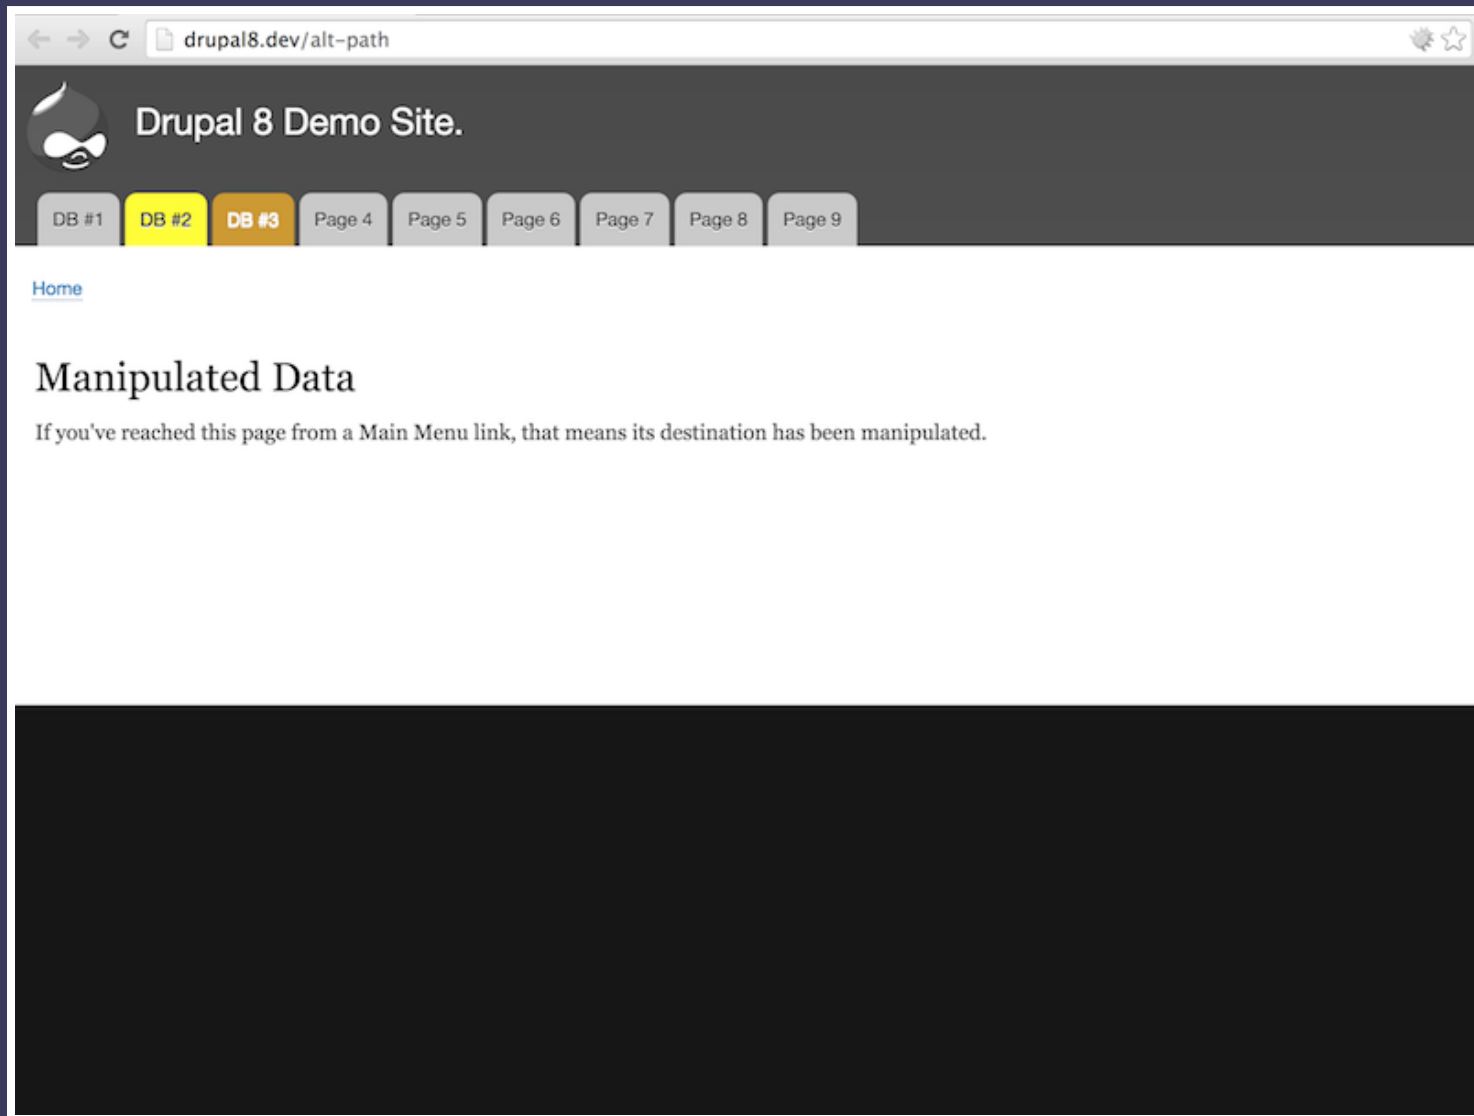 drupal8.dev/alt-path
Drupal 8 Demo Site.
DB #1 DB #2 DB #3 Page 4 Page 5 Page 6 Page 7 Page 8 Page 9
Home
Manipulated Data
If you've reached this page from a Main Menu link, that means its destination has been manipulated.